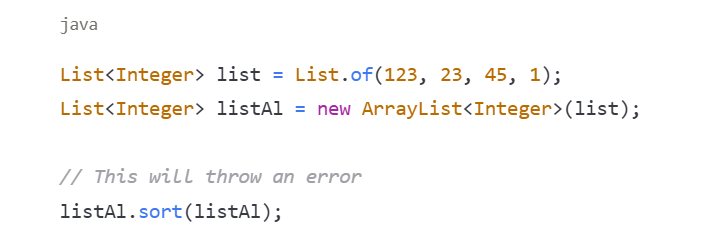 java
List<Integer> list = List.of(123, 23, 45, 1);
List<Integer> listAl = new ArrayList<Integer>(list);
// This will throw an error
listAl.sort(listAl);